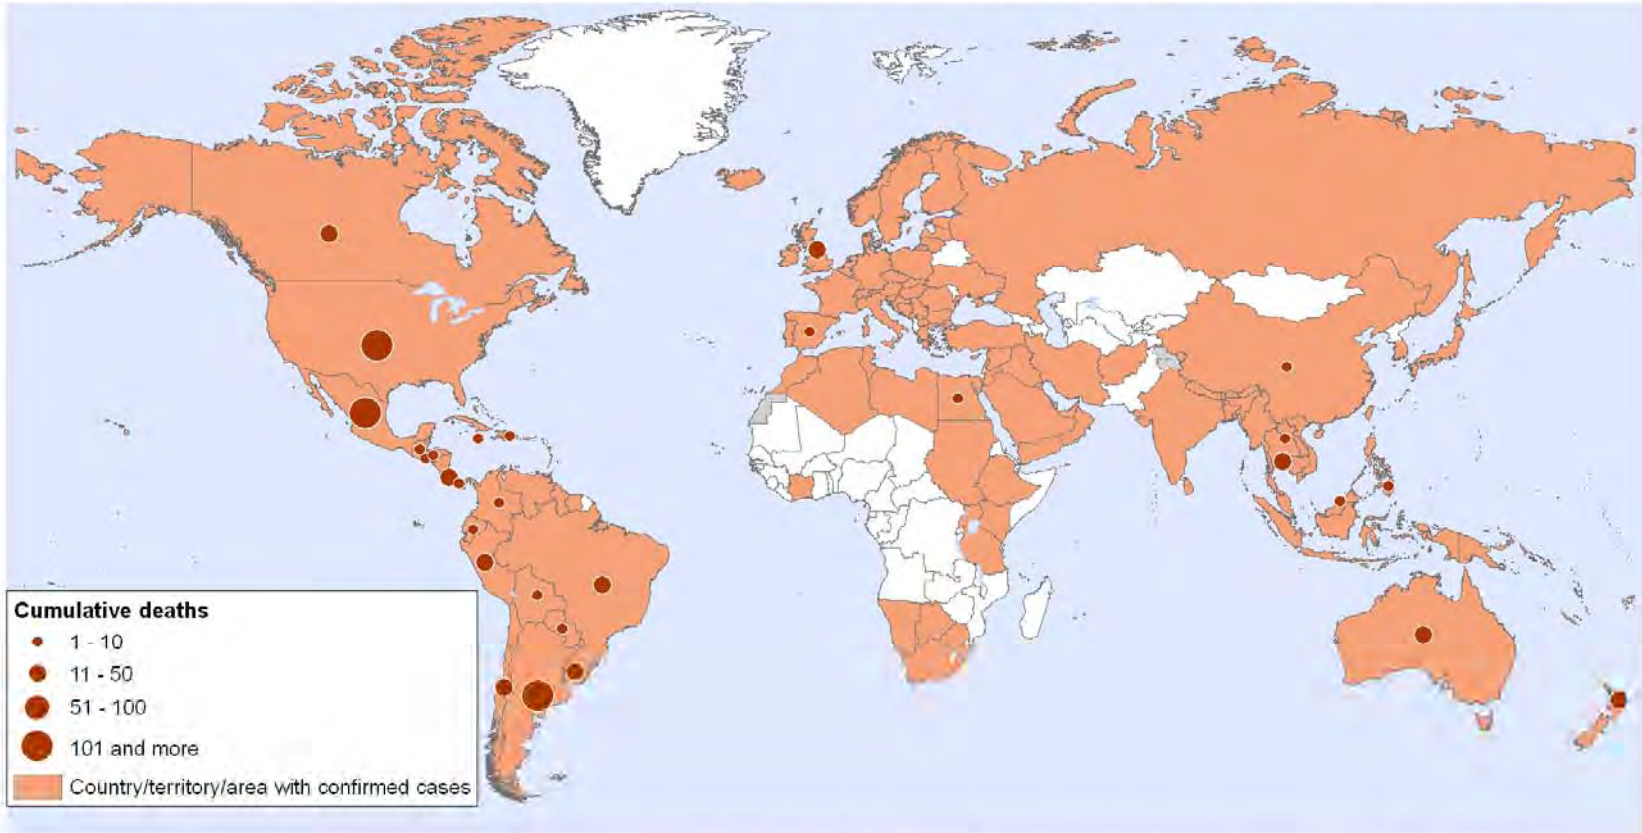 Cumulative deaths
1 - 10
11 - 50
51 - 100
101 and more
Country/territory/area with confirmed cases